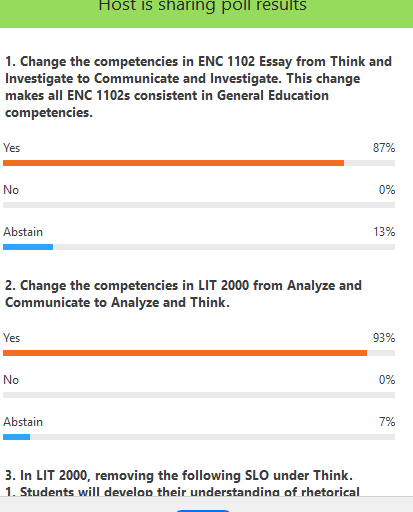 Host is sharing poll results
1. Change the competencies in ENC 1102 Essay from Think and
Investigate to Communicate and Investigate. This change
makes all ENC 1102s consistent in General Education
competencies.
Yes 87%
No 0%
Abstain 13%
2. Change the competencies in LIT 2000 from Analyze and
Communicate to Analyze and Think.
Yes 93%
No 0%
Abstain 7%
3. In LIT 2000, removing the following SLO under Think.
1. Students will develop their understanding of rhetorical